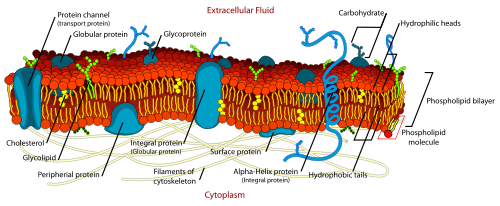 Extracellular Fluid
Protein channel
(transport protein)
Globular protein
Glycoprotein
Carbohydrate
Hydrophilic heads
Phospholipid bilayer
Phospholipid
molecule
Cholesterol
Glycolipid
Peripherial protein
Integral protein
(Globular protein)
Filaments of
cytoskeleton
Surface protein
Alpha-Helix protein
(Integral protein)
Hydrophobic tails
Cytoplasm